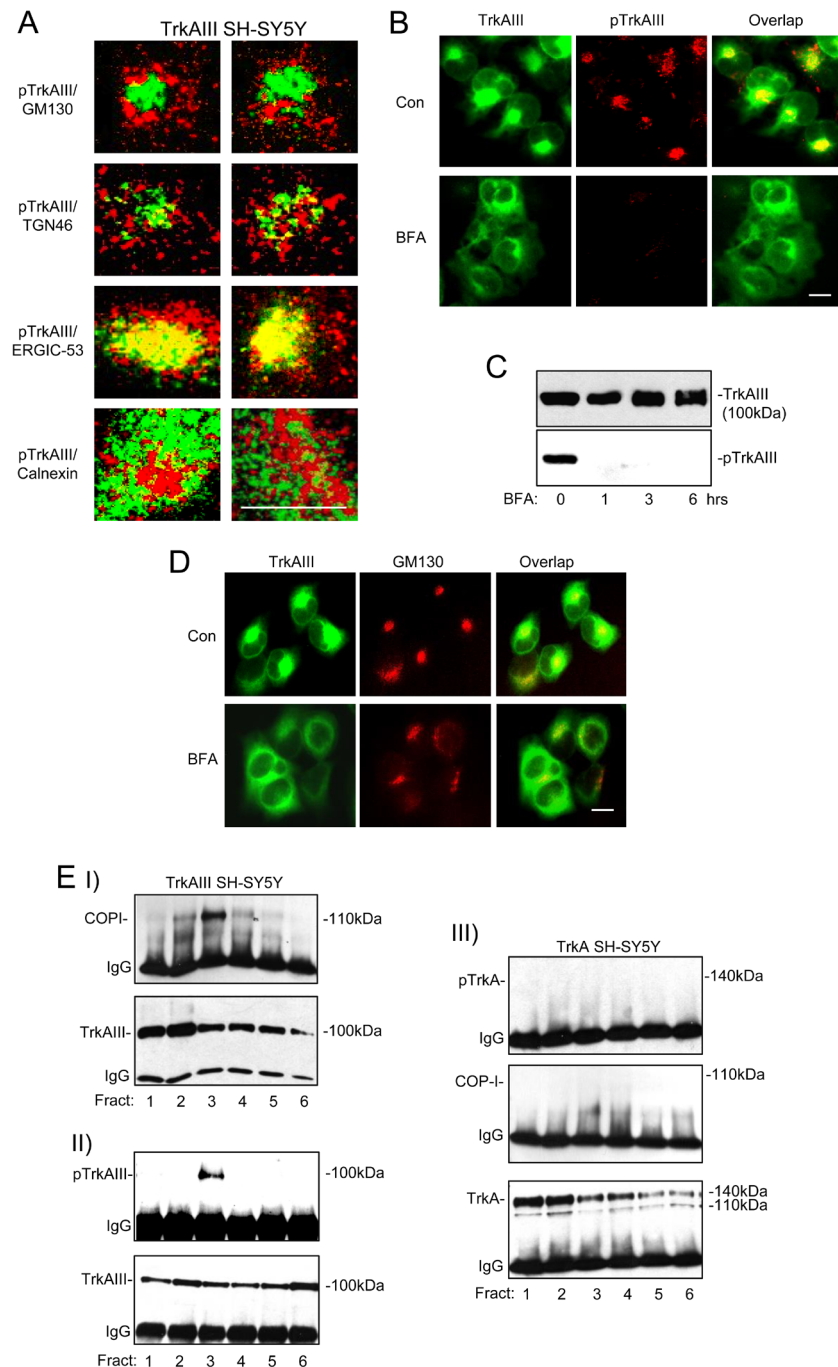 A
TrkAIII SH-SY5Y
pTrkAIII/
GM130
pTrkAIII/
TGN46
pTrkAIII/
ERGIC-53
pTrkAIII/
Calnexin
B
TrkAIII pTrkAIII Overlap
Con
BFA
C
-TrkAIII
(100kDa)
-pTrkAIII
BFA: 0 1 3 6 hrs
D
TrkAIII GM130 Overlap
Con
BFA
E I)
TrkAIII SH-SY5Y
COPI- -110kDa
IgG
TrkAIII- -100kDa
IgG
Fract: 1 2 3 4 5 6
II)
pTrkAIII- -100kDa
IgG
TrkAIII- -100kDa
IgG
Fract: 1 2 3 4 5 6
III)
TrkA SH-SY5Y
pTrkA- -140kDa
IgG
COP-I- -110kDa
IgG
TrkA- -140kDa
-110kDa
IgG
Fract: 1 2 3 4 5 6